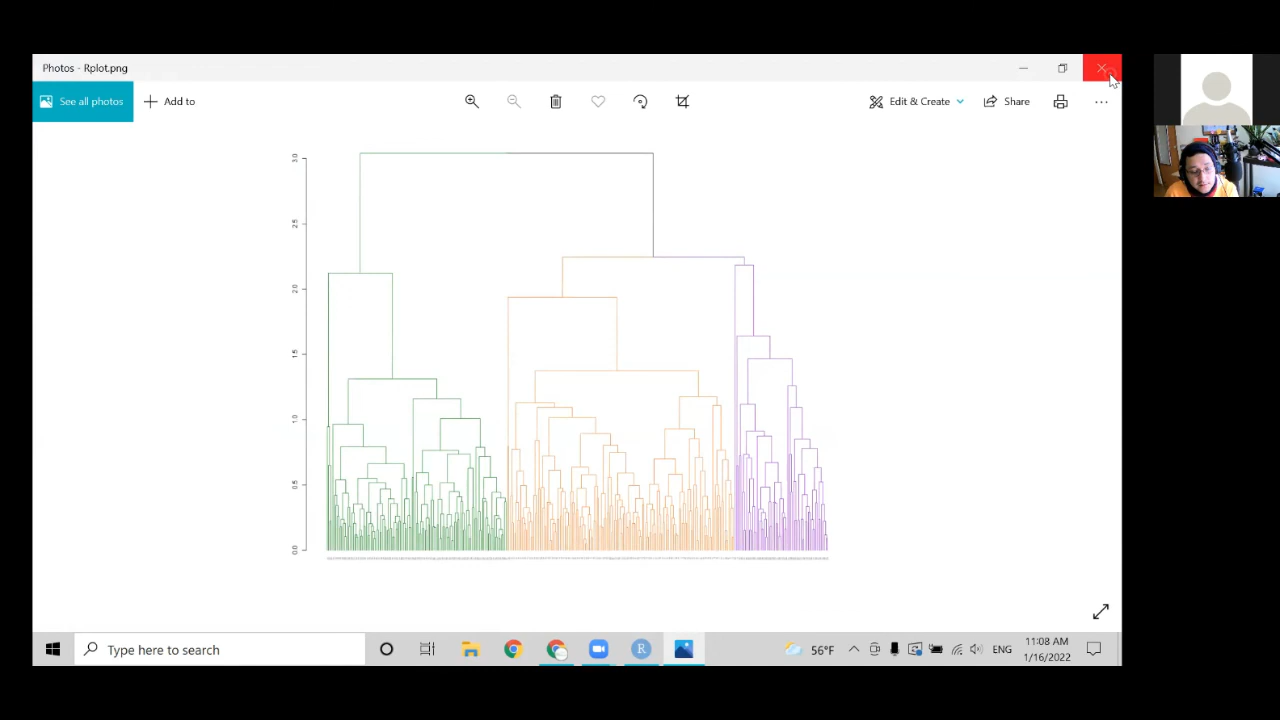 Photos - Rplot.png
See all photos
Add to
Edit & Create
Share
3.0
2.5
2.0
1.5
1.0
0.5
0.0
Type here to search
R
56°F
ENG
11:08 AM
1/16/2022